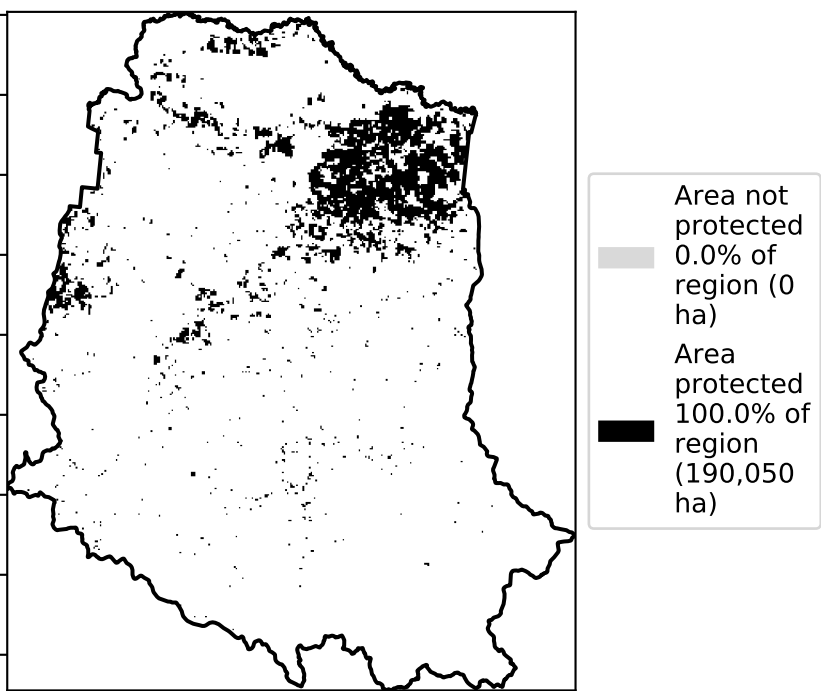 Area not
protected
0.0% of
region (0
ha)
Area
protected
100.0% of
region
(190,050
ha)